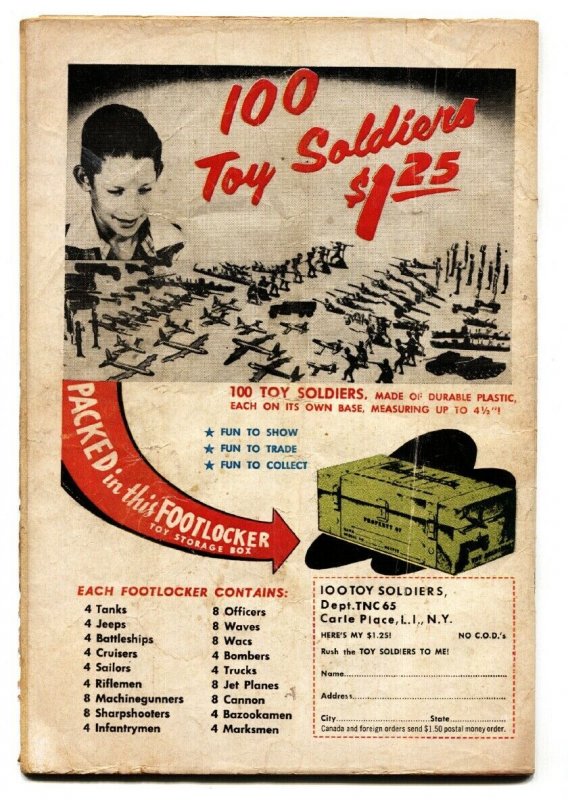 100
Toy Soldiers
$1.25
100 TOY SOLDIERS, MADE OF DURABLE PLASTIC,
EACH ON ITS OWN BASE, MEASURING UP TO 4½"!
★ FUN TO SHOW
★ FUN TO TRADE
★ FUN TO COLLECT
PACKED in this FOOTLOCKER
TOY STORAGE BOX
PROPERTY OF
EACH FOOTLOCKER CONTAINS:
4 Tanks
4 Jeeps
4 Battleships
4 Cruisers
4 Sailors
4 Riflemen
8 Machinegunners
8 Sharpshooters
4 Infantrymen
8 Officers
8 Waves
8 Wacs
4 Bombers
4 Trucks
8 Jet Planes
8 Cannon
4 Bazookamen
4 Marksmen
100 TOY SOLDIERS,
Dept. TNC 65
Carle Place, L.I., N.Y.
HERE'S MY $1.25! NO C.O.D.'s
Rush the TOY SOLDIERS TO ME!
Name
Address
City State
Canada and foreign orders send $1.50 postal money order.